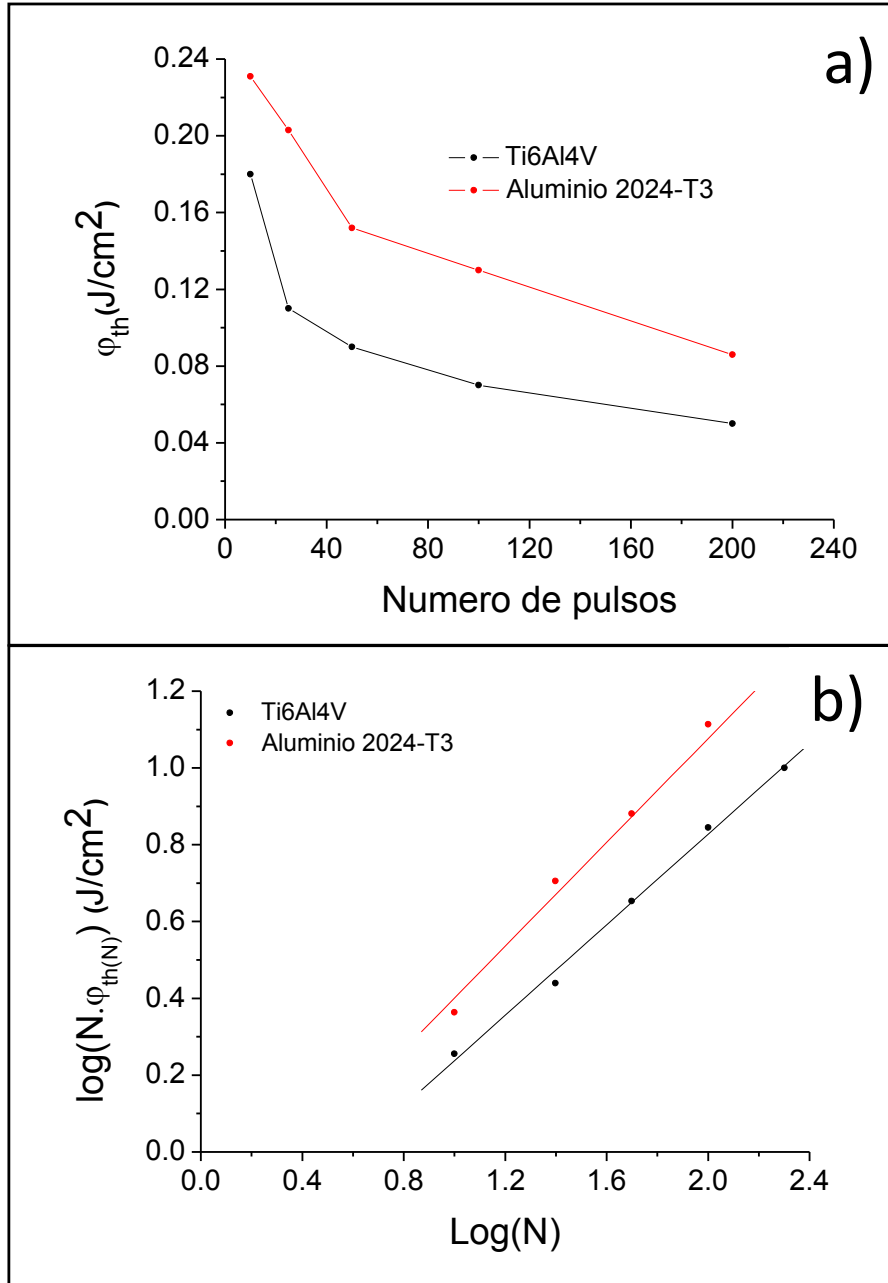 a)
0.24
0.20
0.16
0.12
0.08
0.04
0.00
φth(J/cm²)
Ti6Al4V
Aluminio 2024-T3
0 40 80 120 160 200 240
Numero de pulsos
b)
1.2
1.0
0.8
0.6
0.4
0.2
0.0
log(N.φth(N)) (J/cm²)
Ti6Al4V
Aluminio 2024-T3
0.0 0.4 0.8 1.2 1.6 2.0 2.4
Log(N)